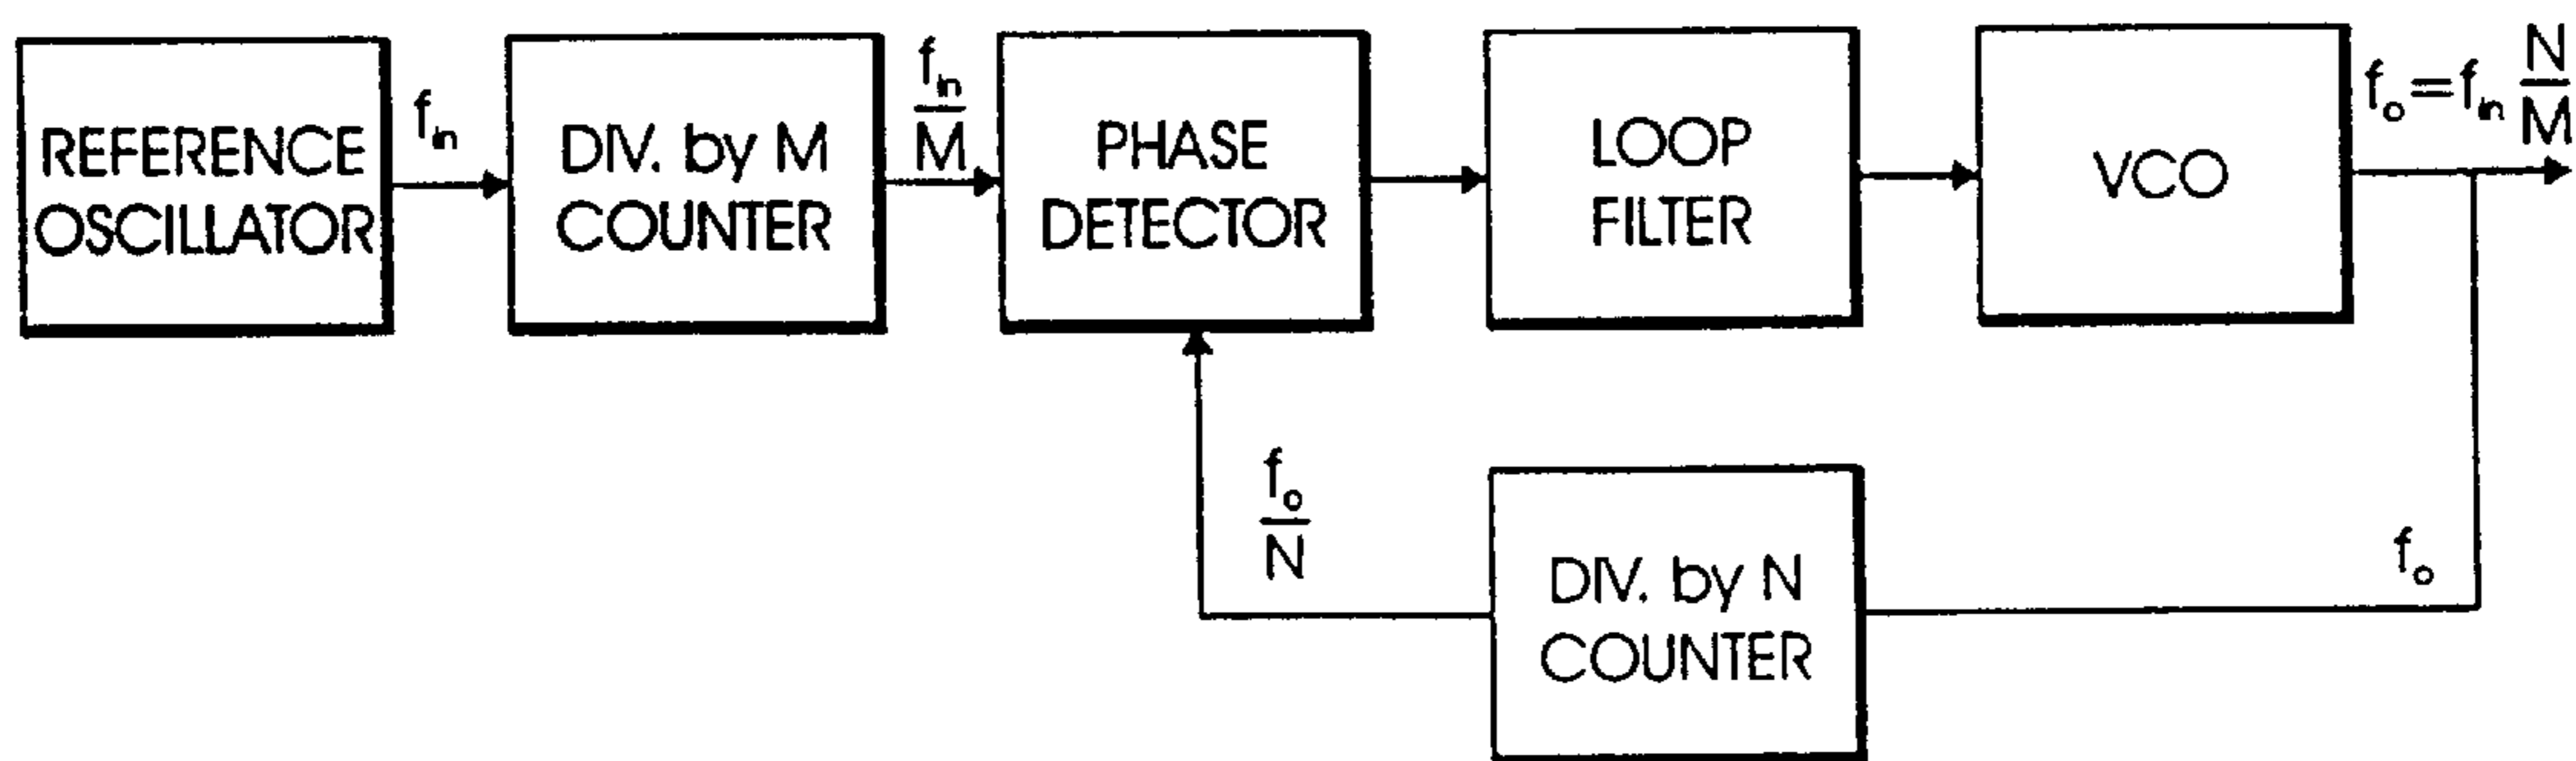 REFERENCE
OSCILLATOR
f_in
DIV. by M
COUNTER
f_in
M
PHASE
DETECTOR
LOOP
FILTER
VCO
f_o=f_in N
M
f_o
N
DIV. by N
COUNTER
f_o